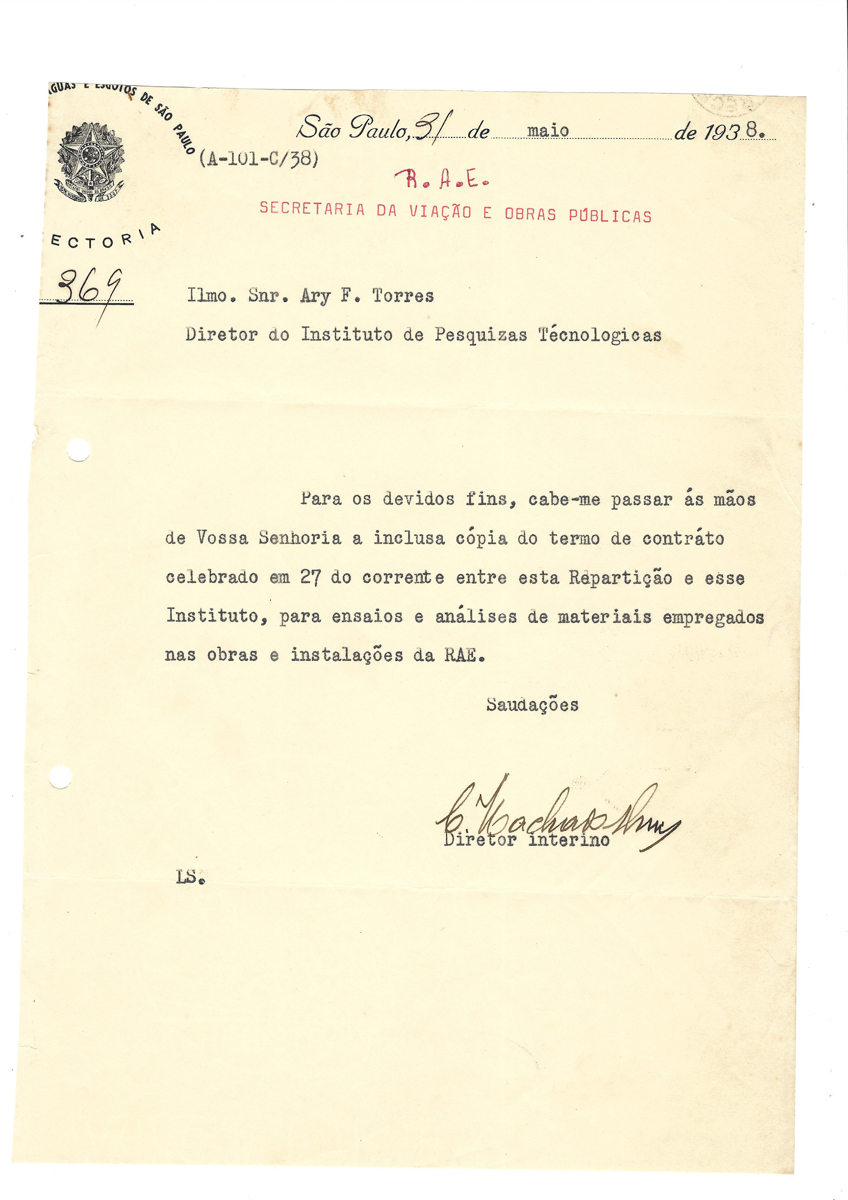 AGUAS E ESGOTOS DE SÃO PAULO
São Paulo, 31 de maio de 1938.
(A-101-C/38)
R. A. E.
SECRETARIA DA VIAÇÃO E OBRAS PÚBLICAS
ECTORIA
369
Ilmo. Snr. Ary F. Torres
Diretor do Instituto de Pesquizas Técnologicas
Para os devidos fins, cabe-me passar ás mãos
de Vossa Senhoria a inclusa cópia do termo de contráto
celebrado em 27 do corrente entre esta Repartição e esse
Instituto, para ensaios e análises de materiais empregados
nas obras e instalações da RAE.
Saudações
C. Machado
Diretor interino
LS.